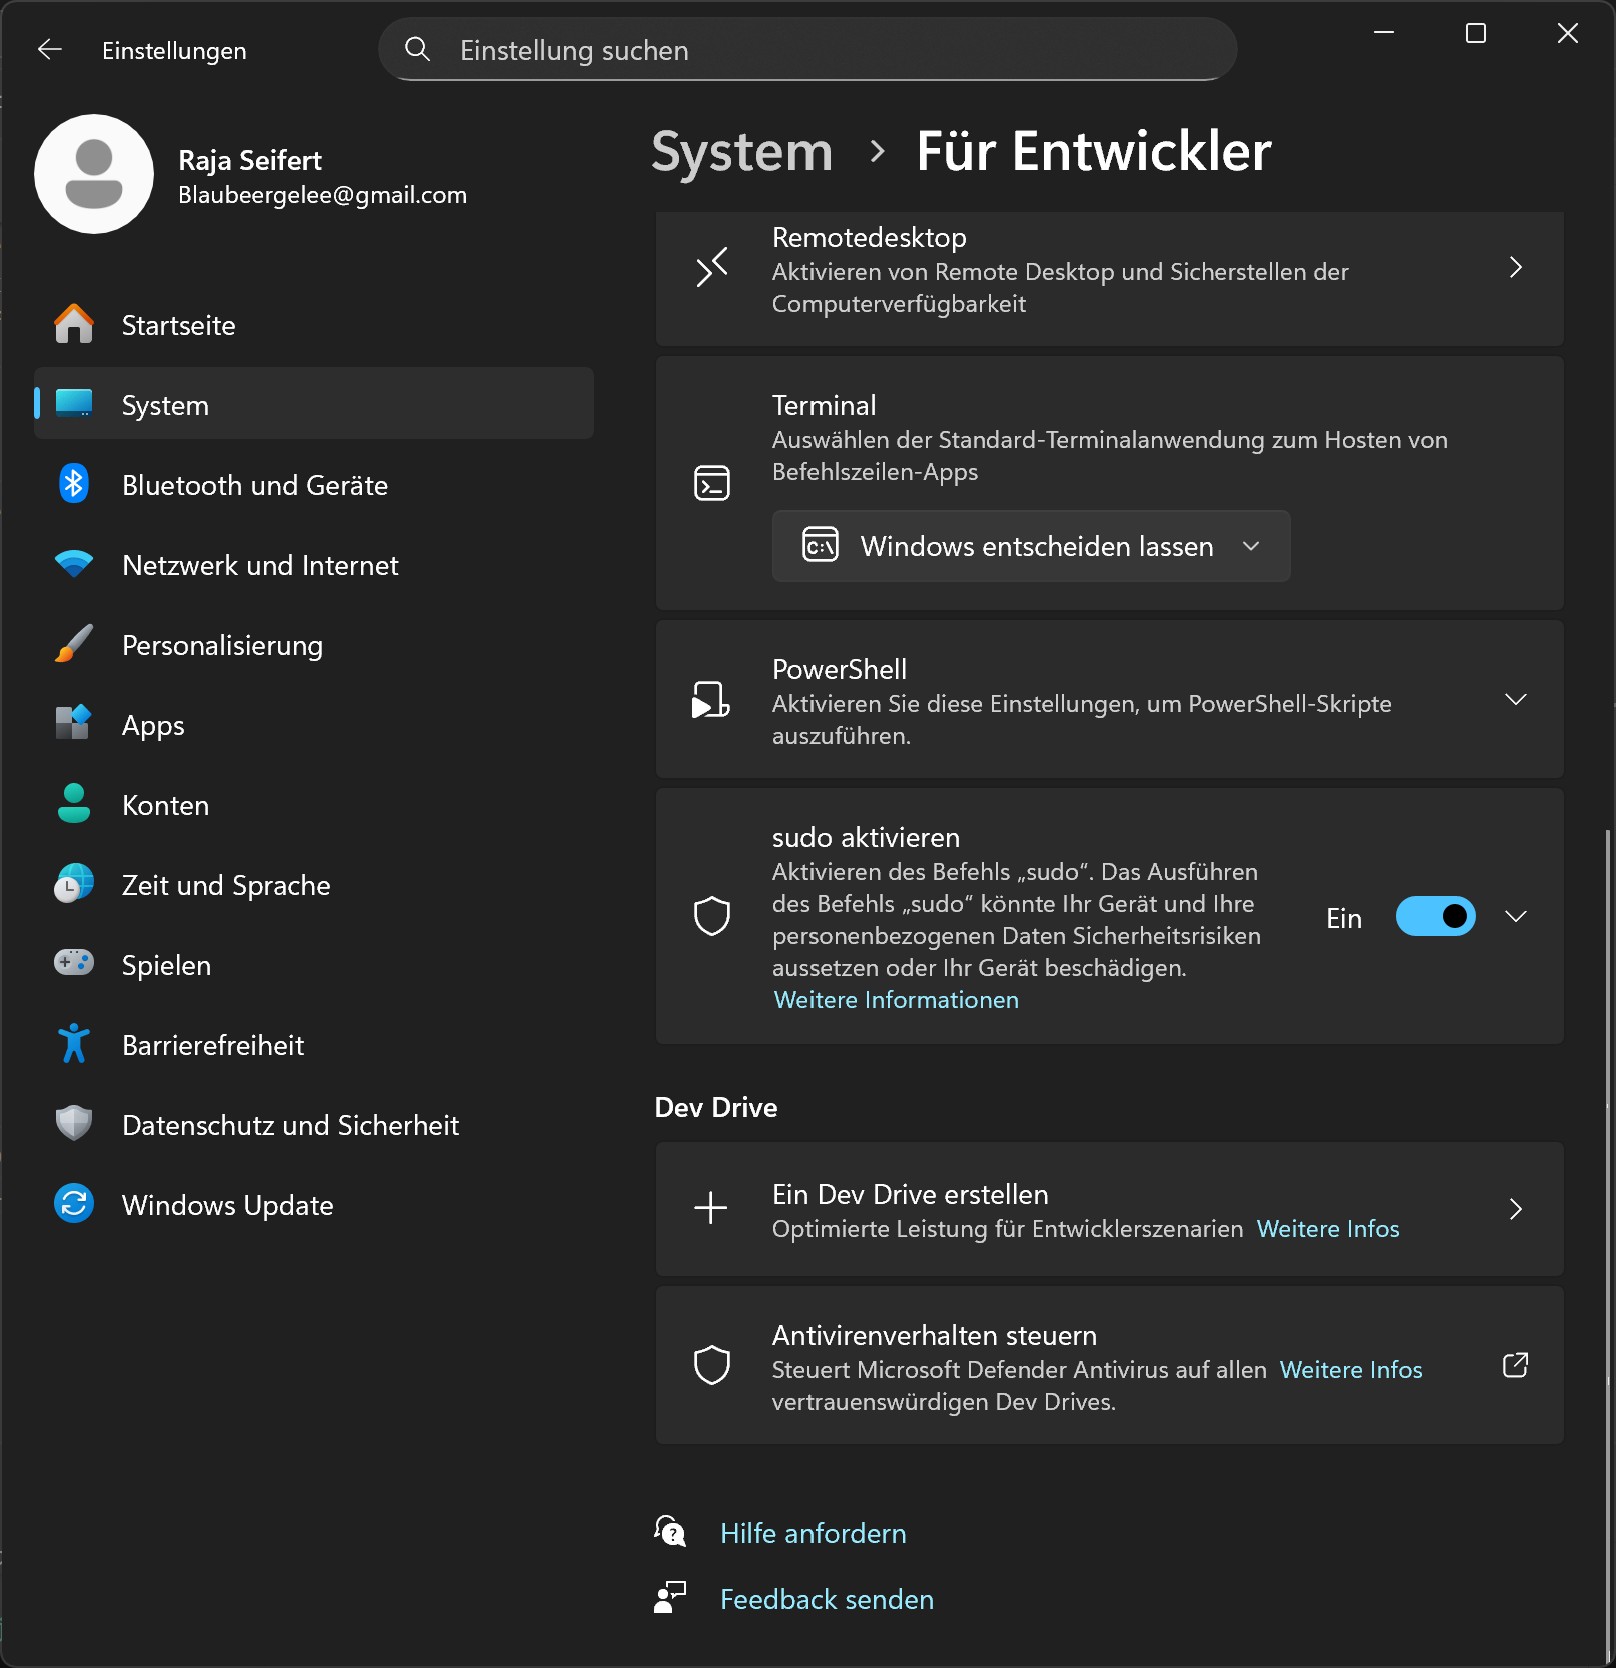 Einstellungen
Einstellung suchen
Raja Seifert
Blaubeergelee@gmail.com
Startseite
System
Bluetooth und Geräte
Netzwerk und Internet
Personalisierung
Apps
Konten
Zeit und Sprache
Spielen
Barrierefreiheit
Datenschutz und Sicherheit
Windows Update
System › Für Entwickler
Remotedesktop
Aktivieren von Remote Desktop und Sicherstellen der
Computerverfügbarkeit
Terminal
Auswählen der Standard-Terminalanwendung zum Hosten von
Befehlszeilen-Apps
C:\ Windows entscheiden lassen
PowerShell
Aktivieren Sie diese Einstellungen, um PowerShell-Skripte
auszuführen.
sudo aktivieren
Aktivieren des Befehls „sudo“. Das Ausführen
des Befehls „sudo“ könnte Ihr Gerät und Ihre
personenbezogenen Daten Sicherheitsrisiken
aussetzen oder Ihr Gerät beschädigen.
Weitere Informationen
Ein
Dev Drive
Ein Dev Drive erstellen
Optimierte Leistung für Entwicklerszenarien Weitere Infos
Antivirenverhalten steuern
Steuert Microsoft Defender Antivirus auf allen Weitere Infos
vertrauenswürdigen Dev Drives.
Hilfe anfordern
Feedback senden